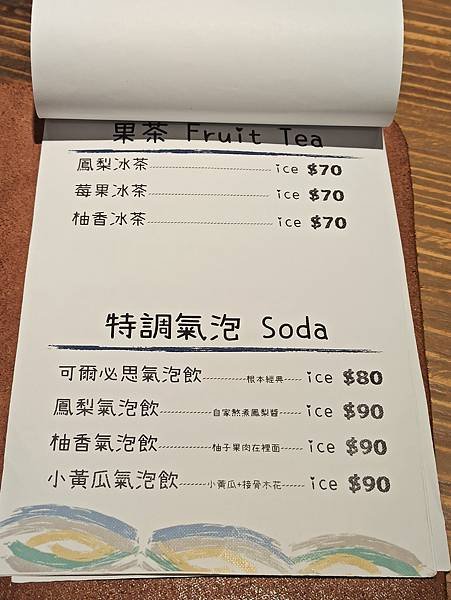 果茶 Fruit Tea
鳳梨冰茶 ice $70
莓果冰茶 ice $70
柚香冰茶 ice $70
特調氣泡 Soda
可爾必思氣泡飲 根本經典 ice $80
鳳梨氣泡飲 自家熬煮鳳梨醬 ice $90
柚香氣泡飲 柚子果肉在裡面 ice $90
小黃瓜氣泡飲 小黃瓜+接骨木花 ice $90